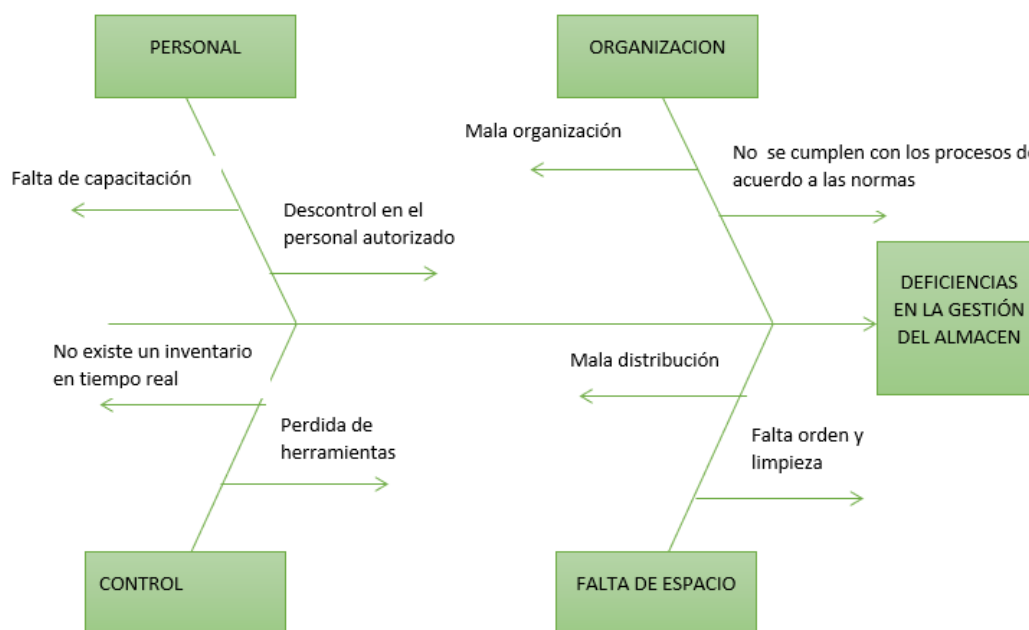 PERSONAL
ORGANIZACION
Mala organización
No se cumplen con los procesos de
acuerdo a las normas
Falta de capacitación
Descontrol en el
personal autorizado
DEFICIENCIAS
EN LA GESTIÓN
DEL ALMACEN
No existe un inventario
en tiempo real
Mala distribución
Perdida de
herramientas
Falta orden y
limpieza
CONTROL
FALTA DE ESPACIO